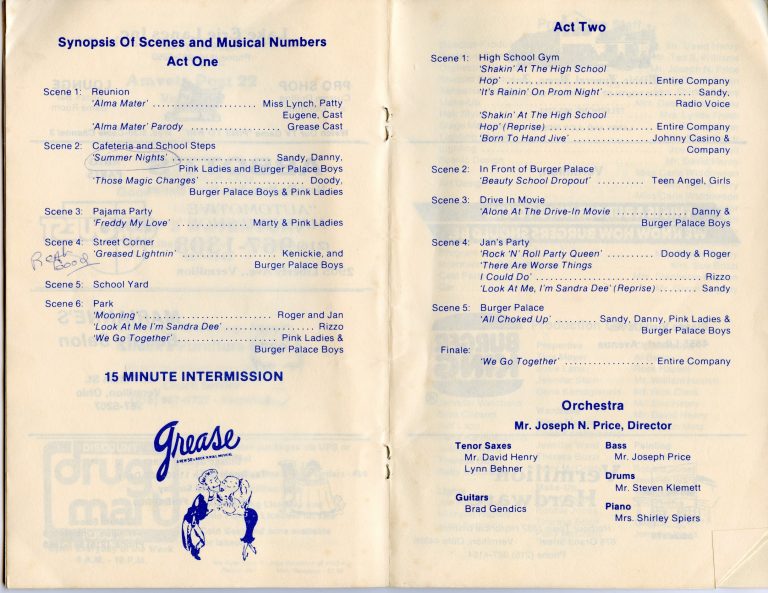 Synopsis Of Scenes and Musical Numbers
Act One
Scene 1: Reunion
'Alma Mater' .................... Miss Lynch, Patty
Eugene, Cast
'Alma Mater' Parody ................ Grease Cast
Scene 2: Cafeteria and School Steps
'Summer Nights' .................. Sandy, Danny,
Pink Ladies and Burger Palace Boys
'Those Magic Changes' .................. Doody,
Burger Palace Boys & Pink Ladies
Scene 3: Pajama Party
'Freddy My Love' ............ Marty & Pink Ladies
Scene 4: Street Corner
Real
Good
'Greased Lightnin' .................. Kenickie, and
Burger Palace Boys
Scene 5: School Yard
Scene 6: Park
'Mooning' ......................... Roger and Jan
'Look At Me I'm Sandra Dee' ................. Rizzo
'We Go Together' ................... Pink Ladies &
Burger Palace Boys
15 MINUTE INTERMISSION
Grease
Act Two
Scene 1: High School Gym
'Shakin' At The High School
Hop' ........................... Entire Company
'It's Rainin' On Prom Night' ................. Sandy,
Radio Voice
'Shakin' At The High School
Hop' (Reprise) .................. Entire Company
'Born To Hand Jive' ............. Johnny Casino &
Company
Scene 2: In Front of Burger Palace
'Beauty School Dropout' .......... Teen Angel, Girls
Scene 3: Drive In Movie
'Alone At The Drive-In Movie .............. Danny &
Burger Palace Boys
Scene 4: Jan's Party
'Rock 'N' Roll Party Queen' .......... Doody & Roger
'There Are Worse Things
I Could Do' ............................. Rizzo
'Look At Me, I'm Sandra Dee' (Reprise) ....... Sandy
Scene 5: Burger Palace
'All Choked Up' ........ Sandy, Danny, Pink Ladies &
Burger Palace Boys
Finale:
'We Go Together' ................ Entire Company
Orchestra
Mr. Joseph N. Price, Director
Tenor Saxes
Mr. David Henry
Lynn Behner
Guitars
Brad Gendics
Bass
Mr. Joseph Price
Drums
Mr. Steven Klemett
Piano
Mrs. Shirley Spiers